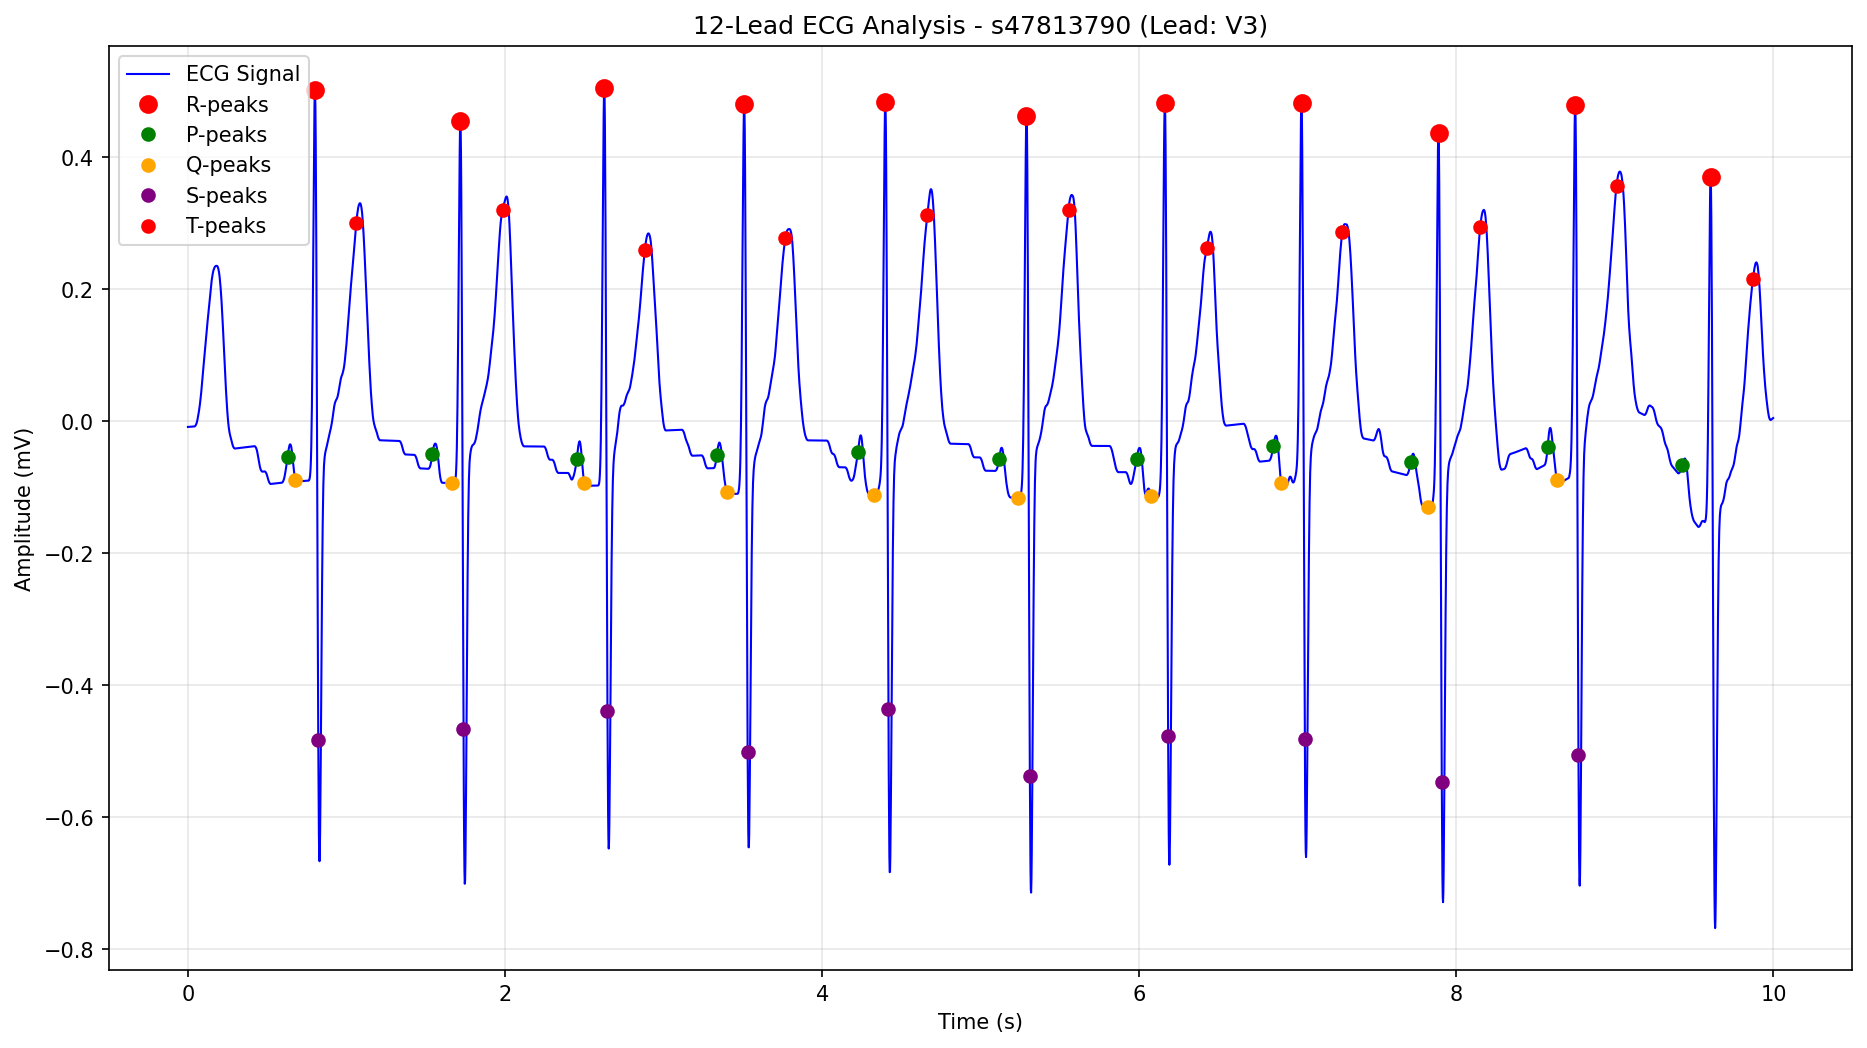 12-Lead ECG Analysis - s47813790 (Lead: V3)
ECG Signal
R-peaks
P-peaks
Q-peaks
S-peaks
T-peaks
Amplitude (mV)
0.4
0.2
0.0
−0.2
−0.4
−0.6
−0.8
0 2 4 6 8 10
Time (s)